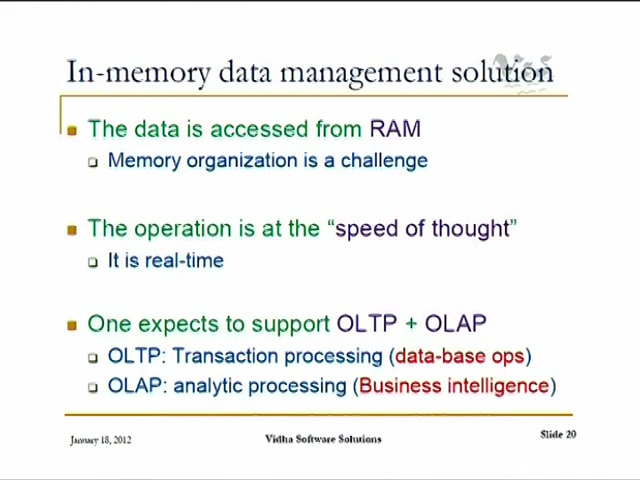 In-memory data management solution
The data is accessed from RAM
Memory organization is a challenge
The operation is at the “speed of thought”
It is real-time
One expects to support OLTP + OLAP
OLTP: Transaction processing (data-base ops)
OLAP: analytic processing (Business intelligence)
January 18, 2012
Vidha Software Solutions
Slide 20